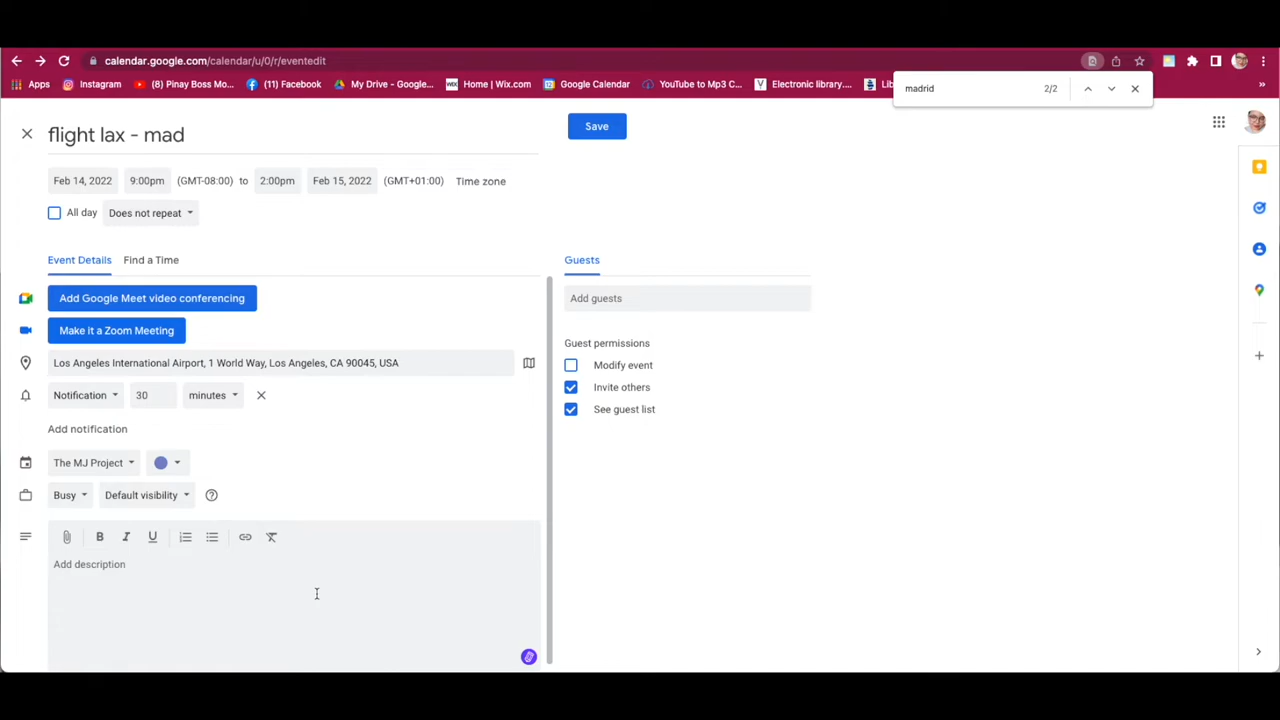 calendar.google.com/calendar/u/0/r/eventedit
Apps Instagram (8) Pinay Boss Mo... (11) Facebook My Drive - Google... Home | Wix.com Google Calendar YouTube to Mp3 C... Electronic library.... Lib
madrid 2/2
flight lax - mad
Save
Feb 14, 2022 9:00pm (GMT-08:00) to 2:00pm Feb 15, 2022 (GMT+01:00) Time zone
All day Does not repeat
Event Details Find a Time
Guests
Add Google Meet video conferencing
Add guests
Make it a Zoom Meeting
Guest permissions
Los Angeles International Airport, 1 World Way, Los Angeles, CA 90045, USA
Modify event
Notification 30 minutes
Invite others
See guest list
Add notification
The MJ Project
Busy Default visibility
B I U
Add description